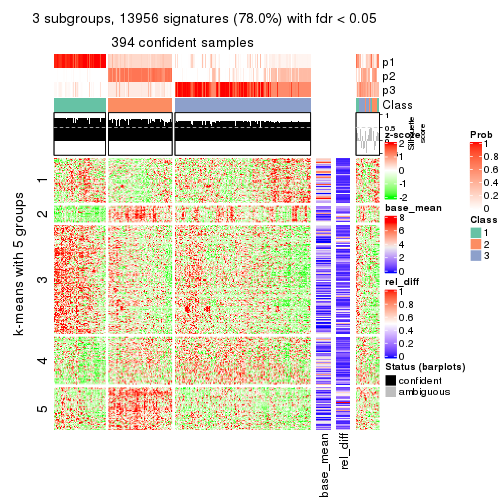 3 subgroups, 13956 signatures (78.0%) with fdr < 0.05
394 confident samples
p1
p2
p3
Class
1
0.5
0
Silhouette
score
k-means with 5 groups
1
2
3
4
5
base_mean
rel_diff
z-score
2
1
0
-1
-2
base_mean
8
6
4
2
0
rel_diff
1
0.8
0.6
0.4
0.2
0
Status (barplots)
confident
ambiguous
Prob
1
0.8
0.6
0.4
0.2
0
Class
1
2
3